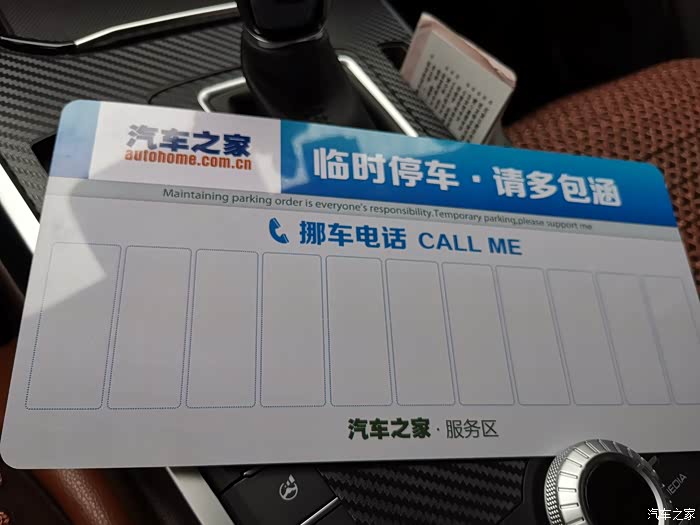 汽车之家
autohome.com.cn
临时停车·请多包涵
Maintaining parking order is everyone's responsibility.Temporary parking,please support me
挪车电话 CALL ME
汽车之家·服务区
MEDIA
汽车之家